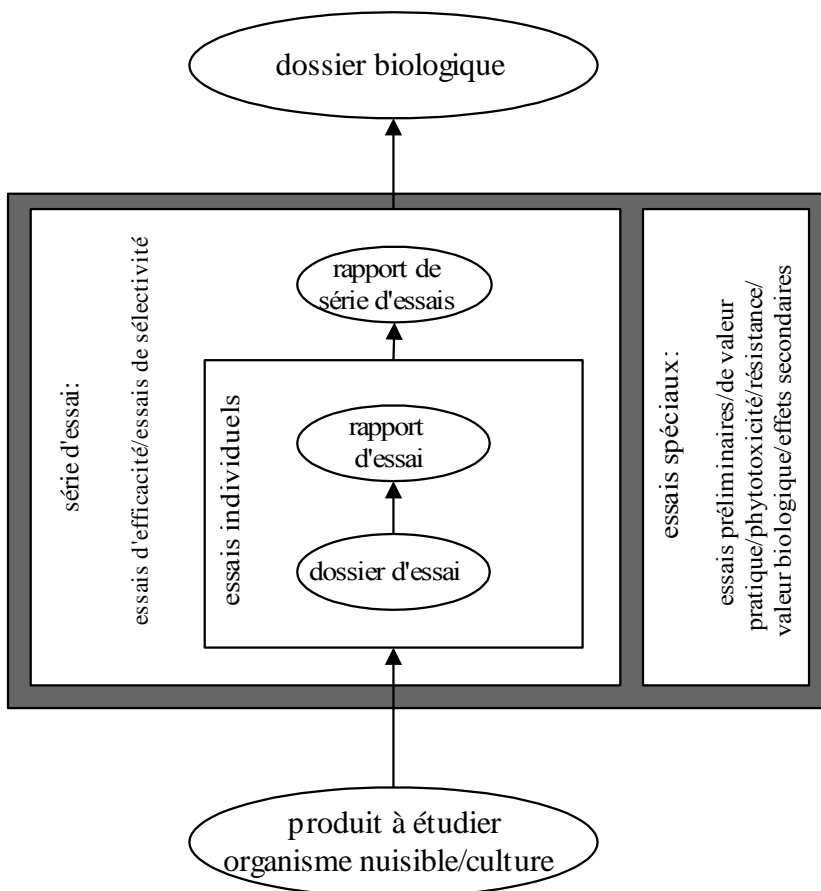 dossier biologique
série d'essai:
essais d'efficacité/essais de sélectivité
rapport de
série d'essais
essais individuels
rapport
d'essai
dossier d'essai
essais spéciaux:
essais préliminaires/de valeur
pratique/phytotoxicité/résistance/
valeur biologique/effets secondaires
produit à étudier
organisme nuisible/culture